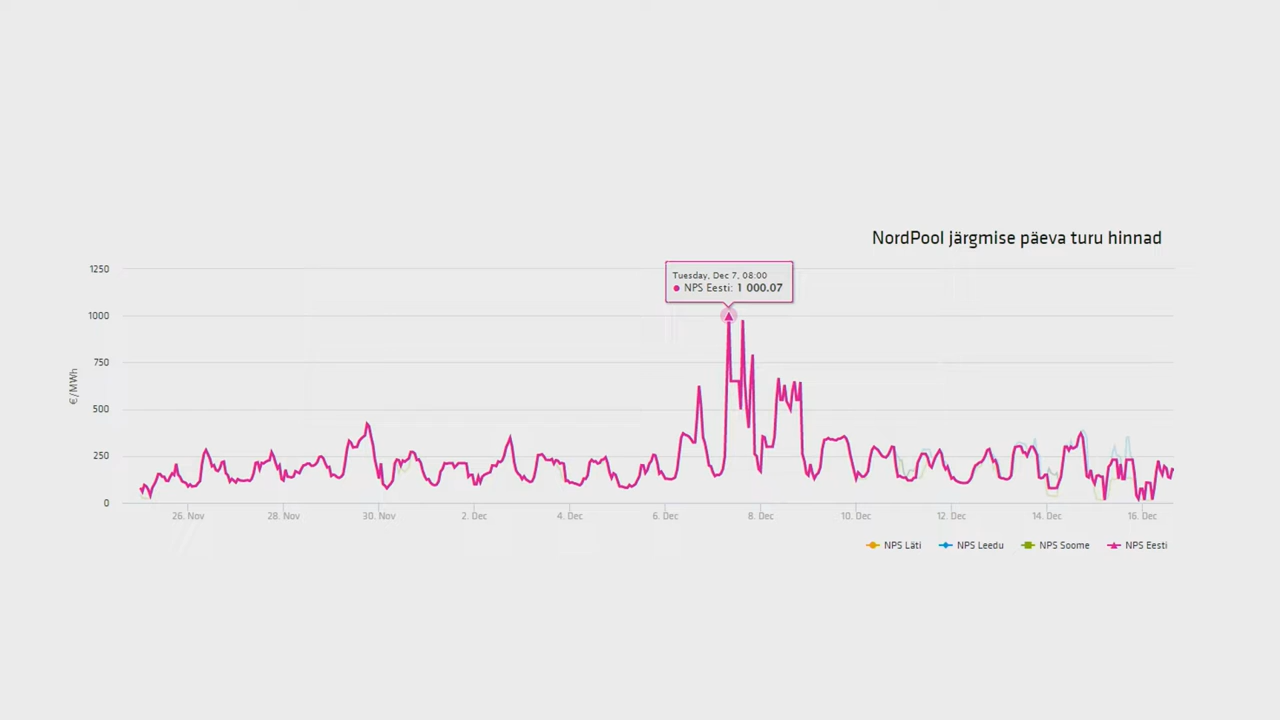 NordPool järgmise päeva turu hinnad
1250
Tuesday, Dec 7, 08:00
NPS Eesti: 1 000.07
1000
750
€/MWh
500
250
0
26. Nov 28. Nov 30. Nov 2. Dec 4. Dec 6. Dec 8. Dec 10. Dec 12. Dec 14. Dec 16. Dec
NPS Läti NPS Leedu NPS Soome NPS Eesti